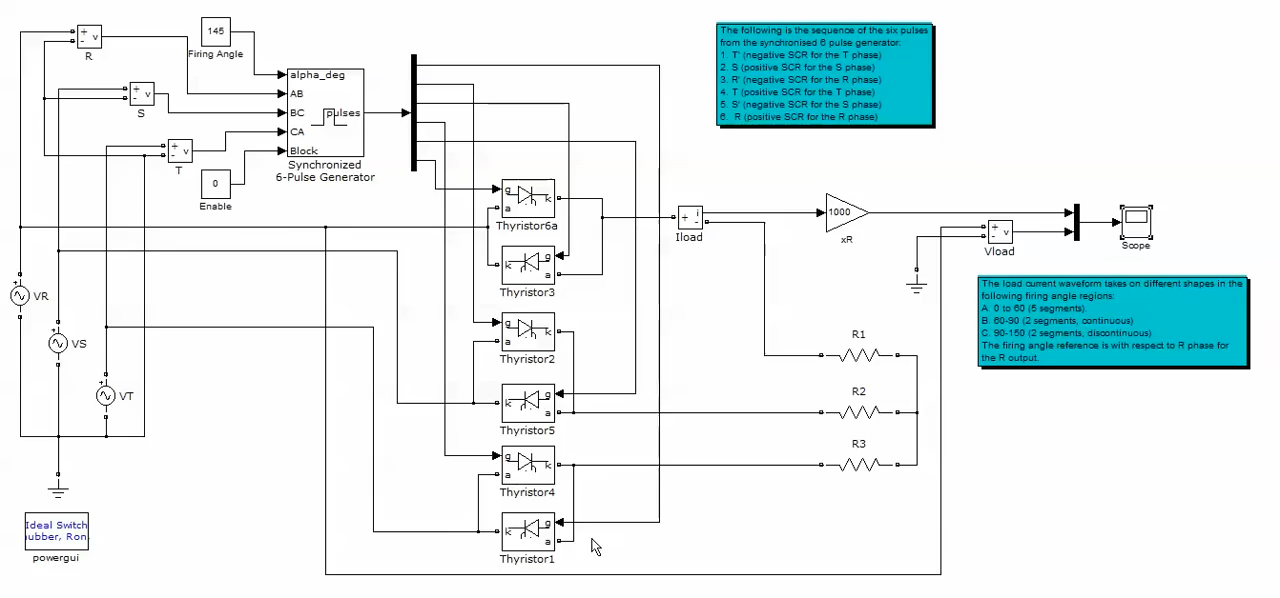 145
Firing Angle
R
S
T
0
Enable
alpha_deg
AB
BC
CA
Block
pulses
Synchronized
6-Pulse Generator
The following is the sequence of the six pulses
from the synchronised 6 pulse generator:
1. T' (negative SCR for the T phase)
2. S (positive SCR for the S phase)
3. R' (negative SCR for the R phase)
4. T (positive SCR for the T phase)
5. S' (negative SCR for the S phase)
6. R (positive SCR for the R phase)
g
a
k
Thyristor6a
g
a
k
Thyristor3
g
a
k
Thyristor2
g
a
k
Thyristor5
g
a
k
Thyristor4
g
a
k
Thyristor1
i
Iload
1000
xR
v
Vload
Scope
The load current waveform takes on different shapes in the
following firing angle regions:
A. 0 to 60 (5 segments).
B. 60-90 (2 segments, continuous)
C. 90-150 (2 segments, discontinuous)
The firing angle reference is with respect to R phase for
the R output.
R1
R2
R3
VR
VS
VT
+
- v
+
- v
+
- v
Ideal Switch
ubber, Ron
powergui